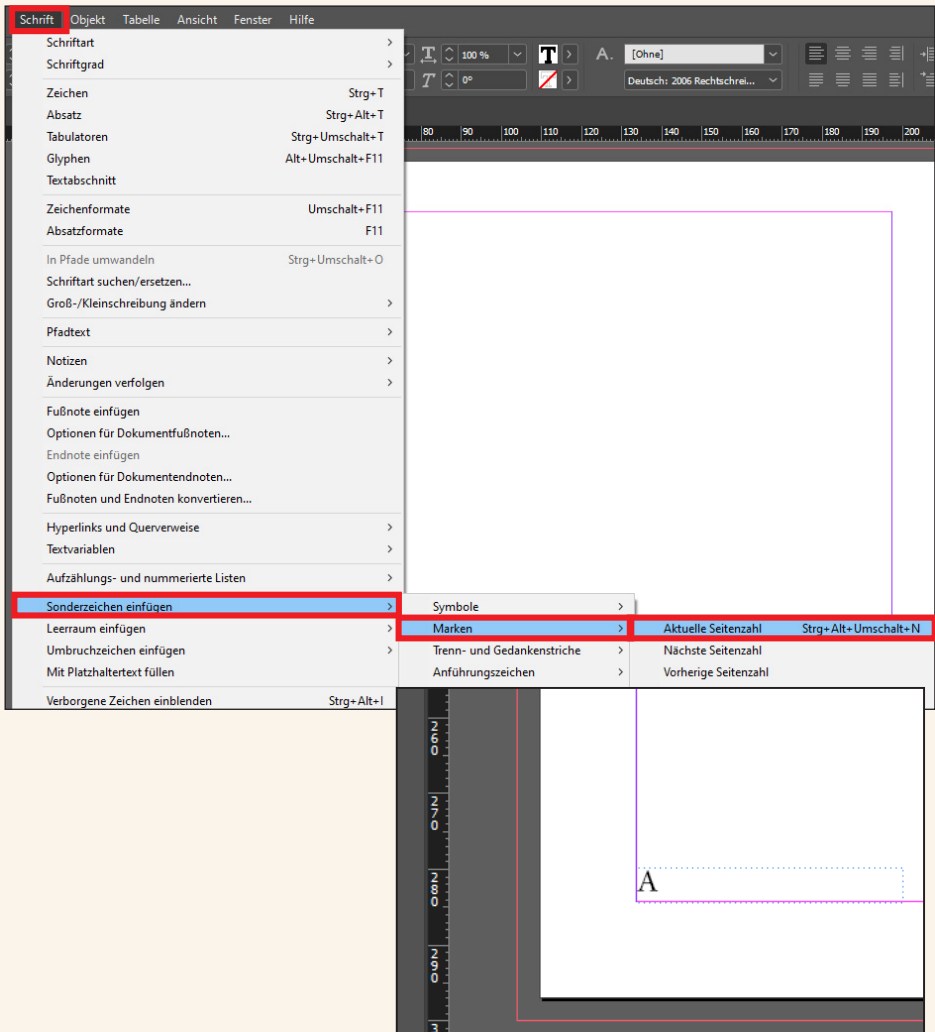 Schrift Objekt Tabelle Ansicht Fenster Hilfe
Schriftart >
Schriftgrad >
Zeichen Strg+T
Absatz Strg+Alt+T
Tabulatoren Strg+Umschalt+T
Glyphen Alt+Umschalt+F11
Textabschnitt
Zeichenformate Umschalt+F11
Absatzformate F11
In Pfade umwandeln Strg+Umschalt+O
Schriftart suchen/ersetzen...
Groß-/Kleinschreibung ändern >
Pfadtext >
Notizen >
Änderungen verfolgen >
Fußnote einfügen
Optionen für Dokumentfußnoten...
Endnote einfügen
Optionen für Dokumentendnoten...
Fußnoten und Endnoten konvertieren...
Hyperlinks und Querverweise >
Textvariablen >
Aufzählungs- und nummerierte Listen >
Sonderzeichen einfügen >
Leerraum einfügen >
Umbruchzeichen einfügen >
Mit Platzhaltertext füllen
Verborgene Zeichen einblenden Strg+Alt+I
T 100 % T > A. [Ohne]
T 0° > Deutsch: 2006 Rechtschrei...
80 90 100 110 120 130 140 150 160 170 180 190 200
Symbole >
Marken >
Trenn- und Gedankenstriche >
Anführungszeichen >
Aktuelle Seitenzahl Strg+Alt+Umschalt+N
Nächste Seitenzahl
Vorherige Seitenzahl
260
270
280
290
3
A